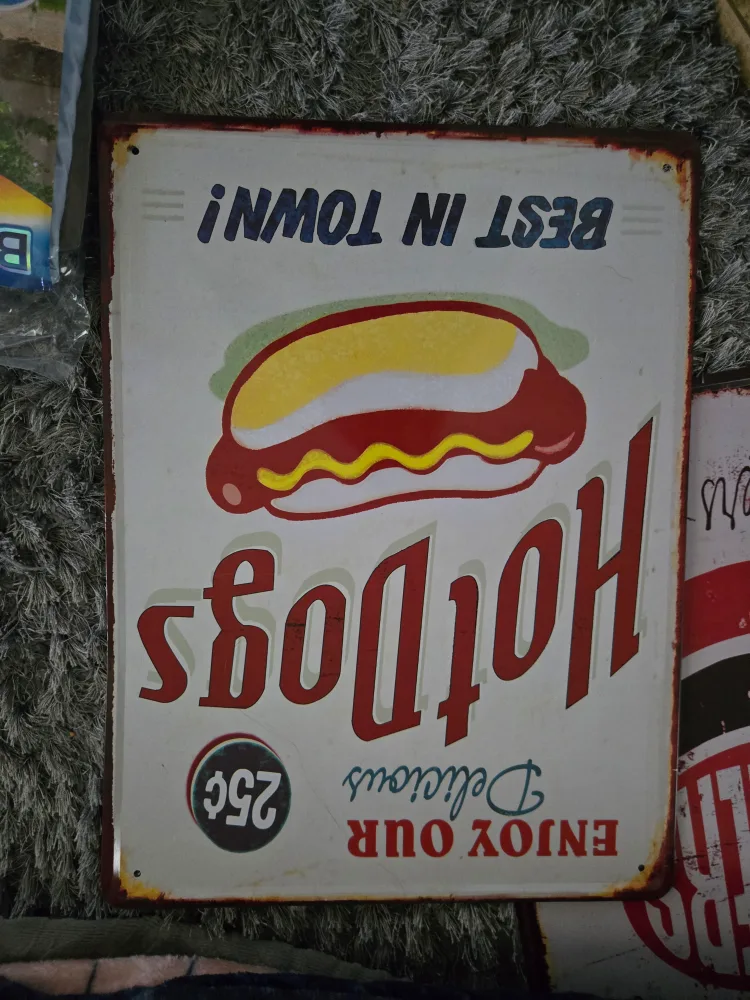 ENJOY OUR
Delicious
25¢
HotDogs
BEST IN TOWN!
B